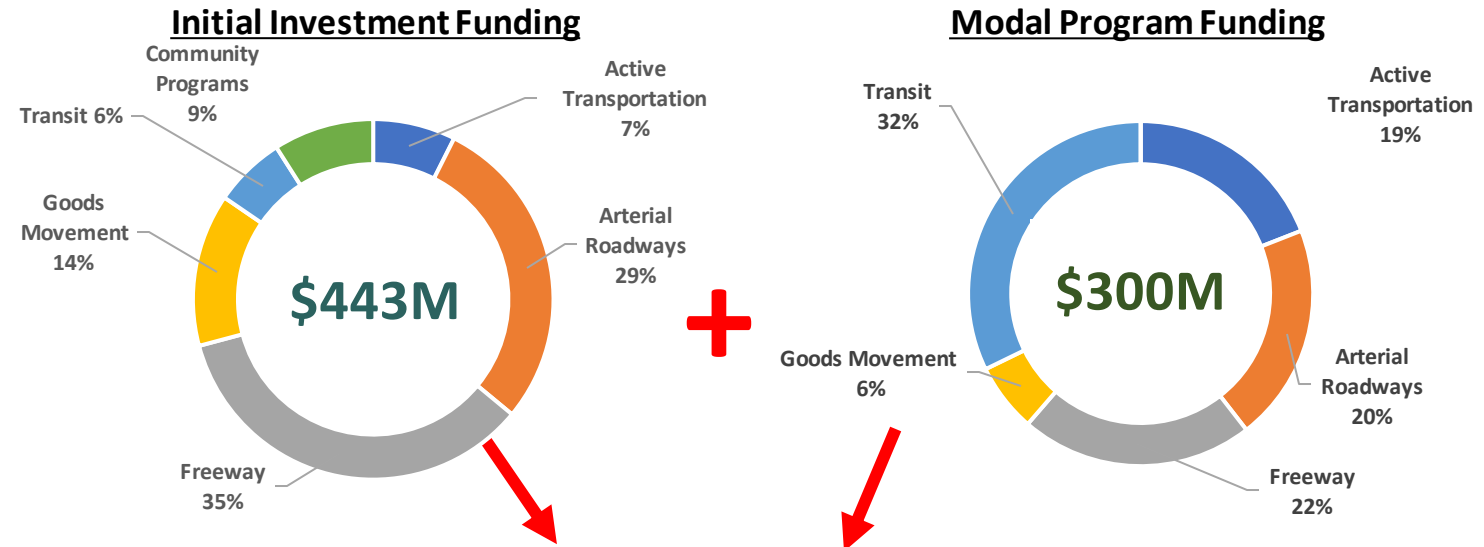 Initial Investment Funding
Community
Programs
9%
Active
Transportation
7%
Transit 6%
Goods
Movement
14%
Arterial
Roadways
29%
$443M
Freeway
35%
+
Modal Program Funding
Transit
32%
Active
Transportation
19%
$300M
Goods Movement
6%
Arterial
Roadways
20%
Freeway
22%